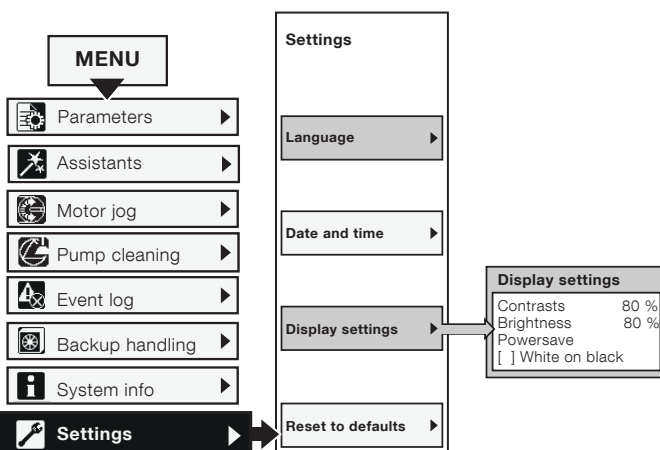 MENU
Parameters
Assistants
Motor jog
Pump cleaning
Event log
Backup handling
System info
Settings
Settings
Language
Date and time
Display settings
Reset to defaults
Display settings
Contrasts 80 %
Brightness 80 %
Powersave
[ ] White on black